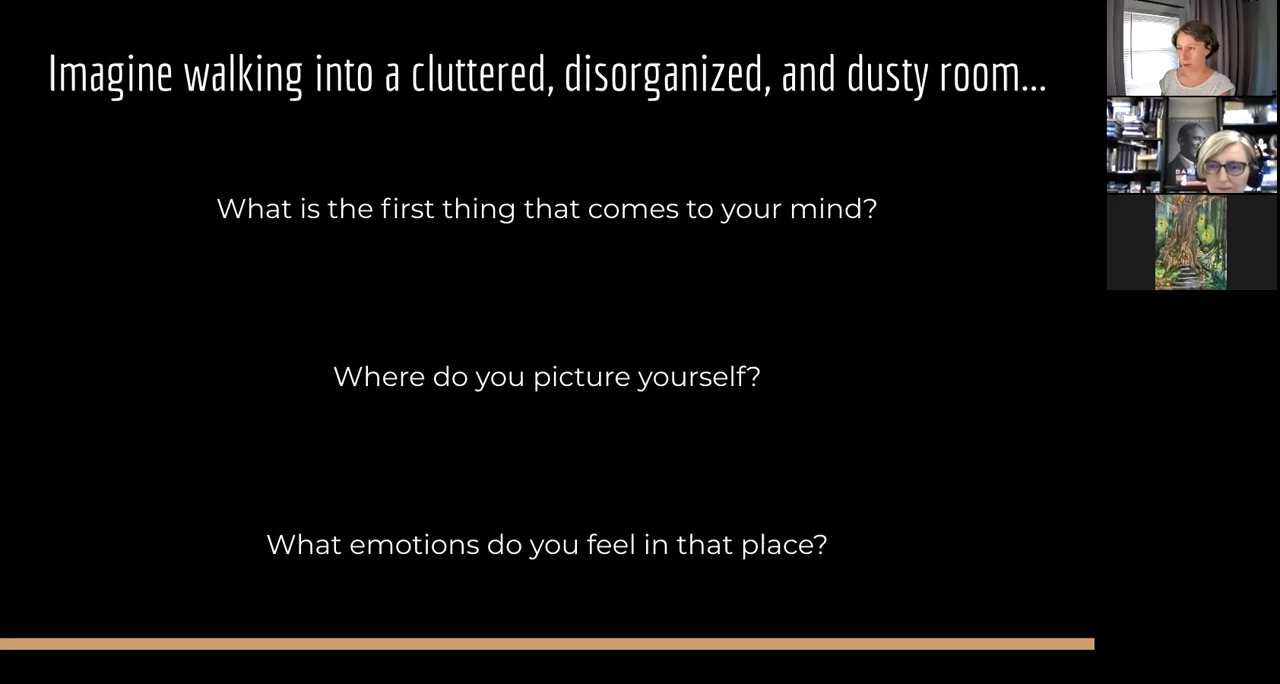 Imagine walking into a cluttered, disorganized, and dusty room...
What is the first thing that comes to your mind?
Where do you picture yourself?
What emotions do you feel in that place?